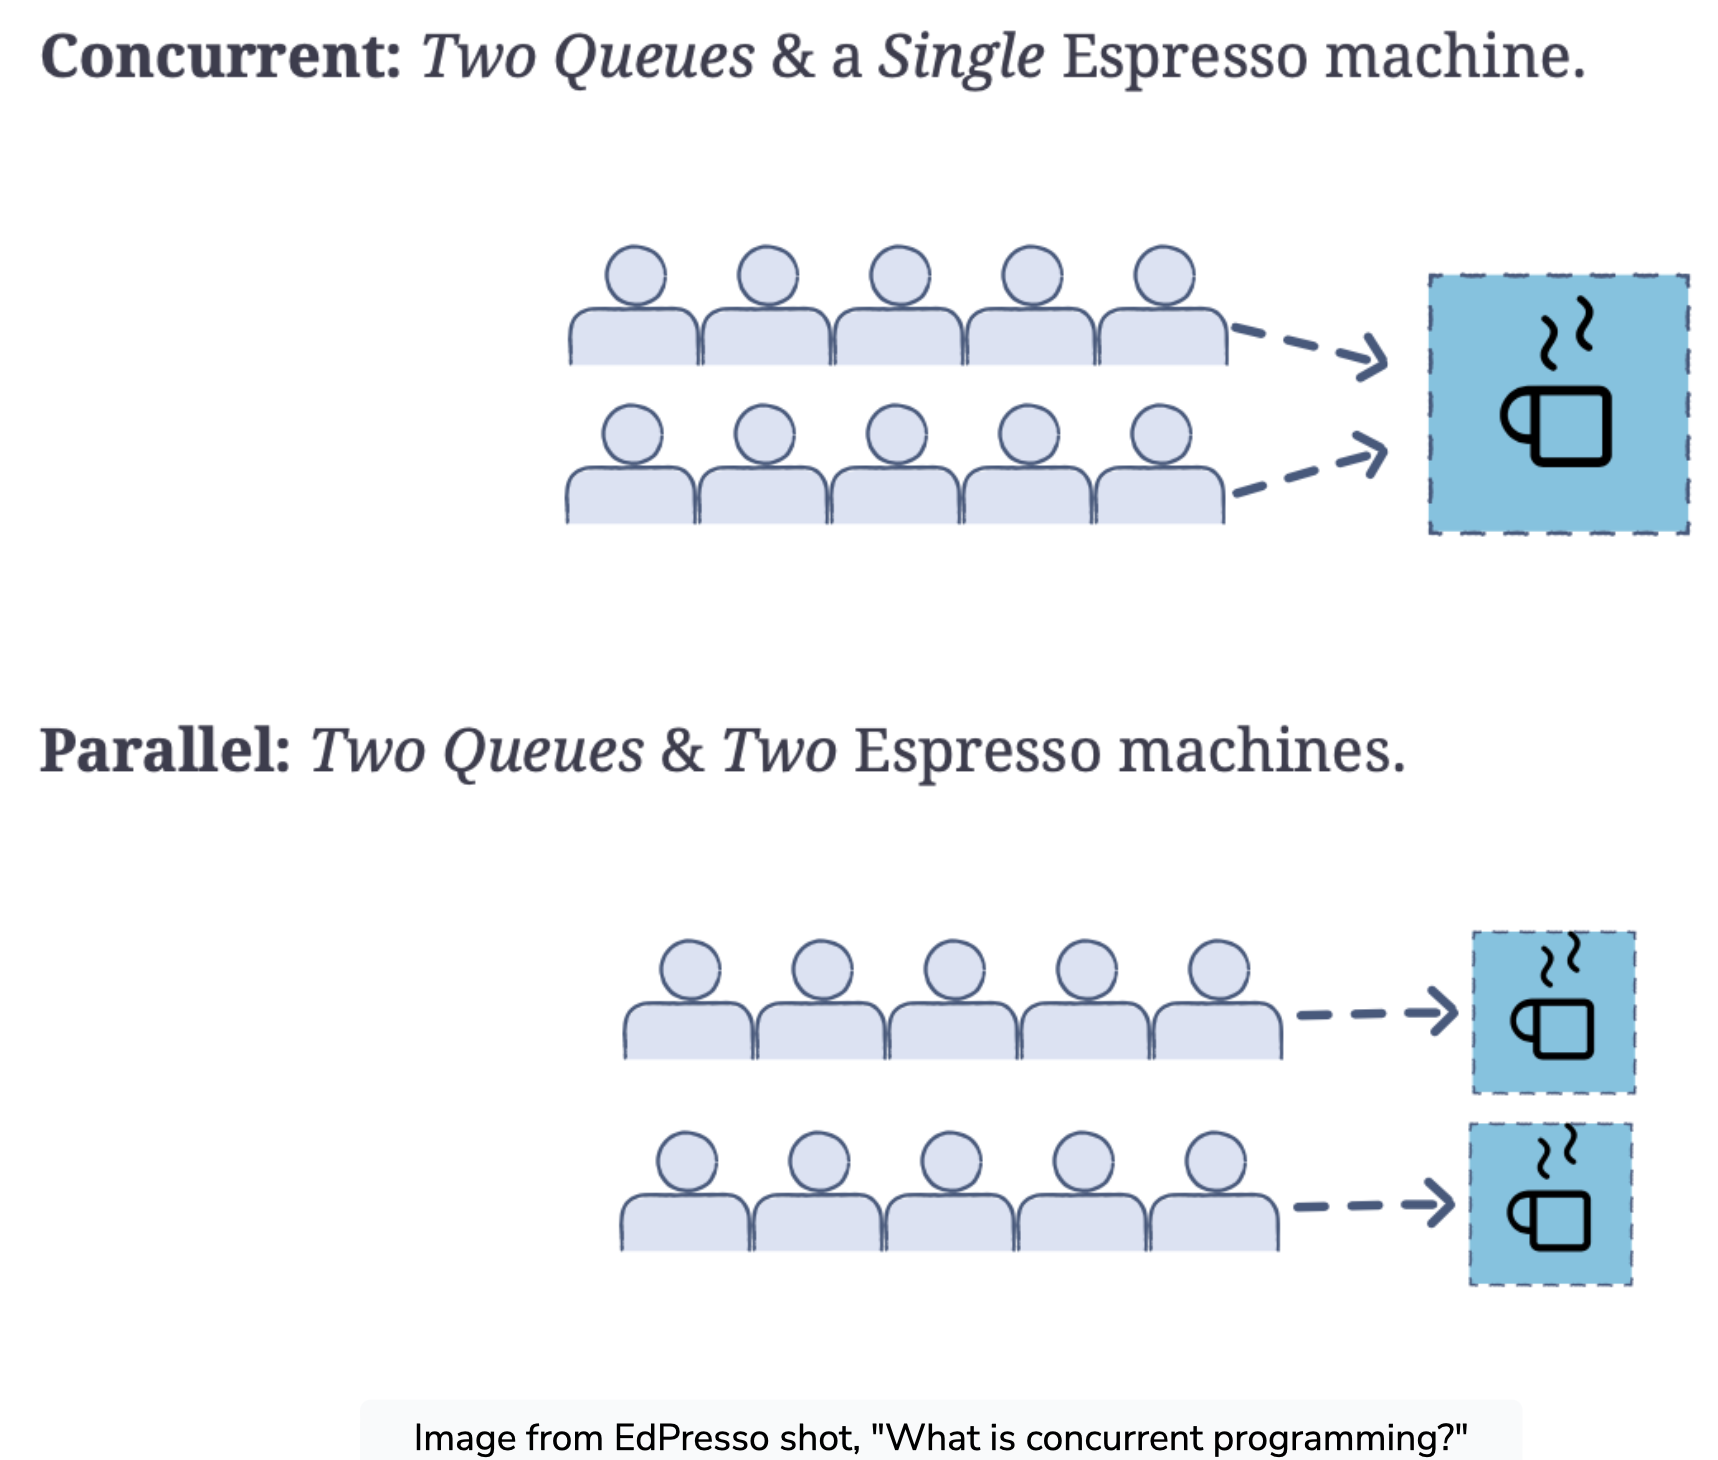 Concurrent: Two Queues & a Single Espresso machine.
Parallel: Two Queues & Two Espresso machines.
Image from EdPresso shot, "What is concurrent programming?"